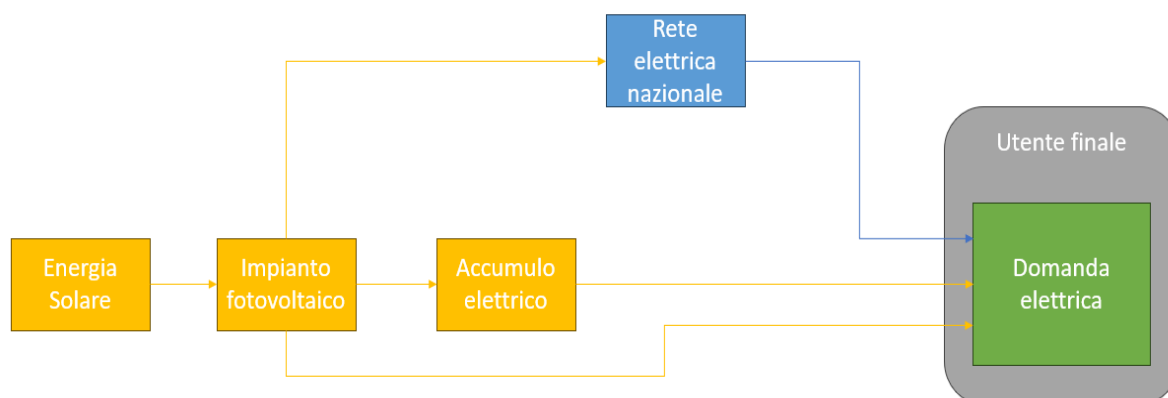 Rete
elettrica
nazionale
Utente finale
Energia
Solare
Impianto
fotovoltaico
Accumulo
elettrico
Domanda
elettrica